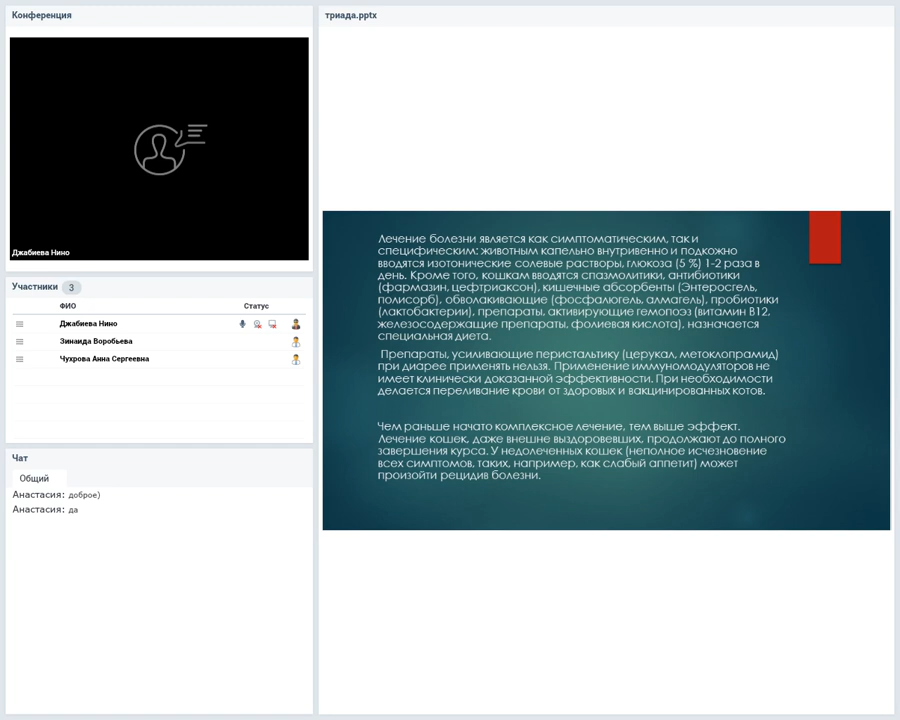 Конференция
Джабиева Нино
Участники 3
ФИО Статус
Джабиева Нино
Зинаида Воробьева
Чухрова Анна Сергеевна
Чат
Общий
Анастасия: доброе)
Анастасия: да
триада.pptx
Лечение болезни является как симптоматическим, так и
специфическим: животным капельно внутривенно и подкожно
вводятся изотонические солевые растворы, глюкоза (5 %) 1-2 раза в
день. Кроме того, кошкам вводятся спазмолитики, антибиотики
(фармазин, цефтриаксон), кишечные абсорбенты (Энтеросгель,
полисорб), обволакивающие (фосфалюгель, алмагель), пробиотики
(лактобактерии), препараты, активирующие гемопоэз (витамин В12,
железосодержащие препараты, фолиевая кислота), назначается
специальная диета.
Препараты, усиливающие перистальтику (церукал, метоклопрамид)
при диарее применять нельзя. Применение иммуномодуляторов не
имеет клинически доказанной эффективности. При необходимости
делается переливание крови от здоровых и вакцинированных котов.
Чем раньше начато комплексное лечение, тем выше эффект.
Лечение кошек, даже внешне выздоровевших, продолжают до полного
завершения курса. У недолеченных кошек (неполное исчезновение
всех симптомов, таких, например, как слабый аппетит) может
произойти рецидив болезни.